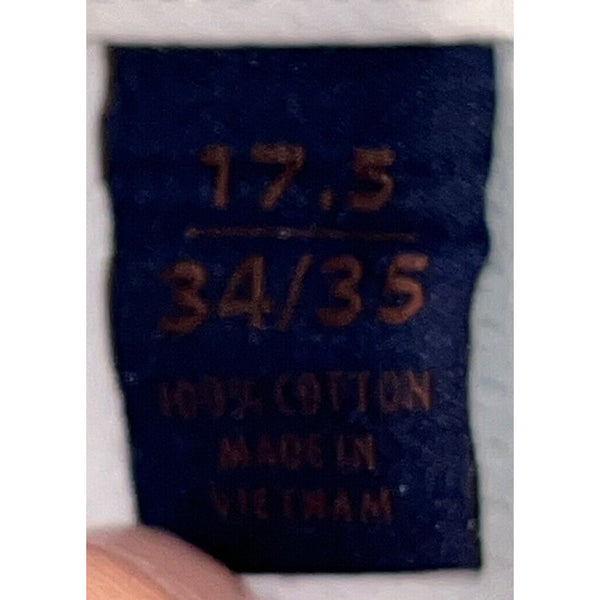 17.5
34/35
100% COTTON
MADE IN
VIETNAM